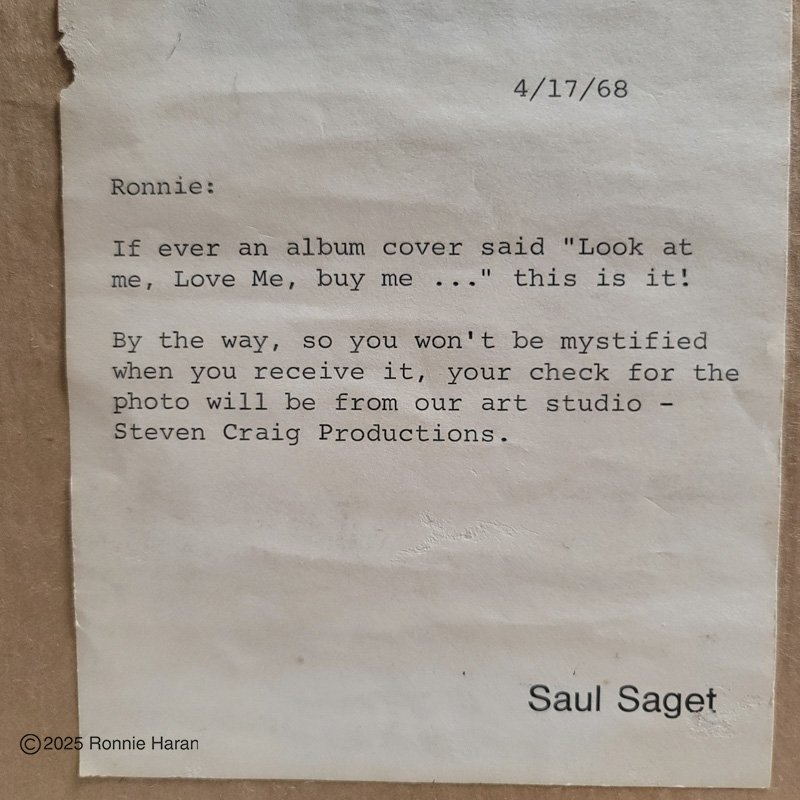 4/17/68
Ronnie:
If ever an album cover said "Look at
me, Love Me, buy me ..." this is it!
By the way, so you won't be mystified
when you receive it, your check for the
photo will be from our art studio –
Steven Craig Productions.
Saul Saget
©2025 Ronnie Haran